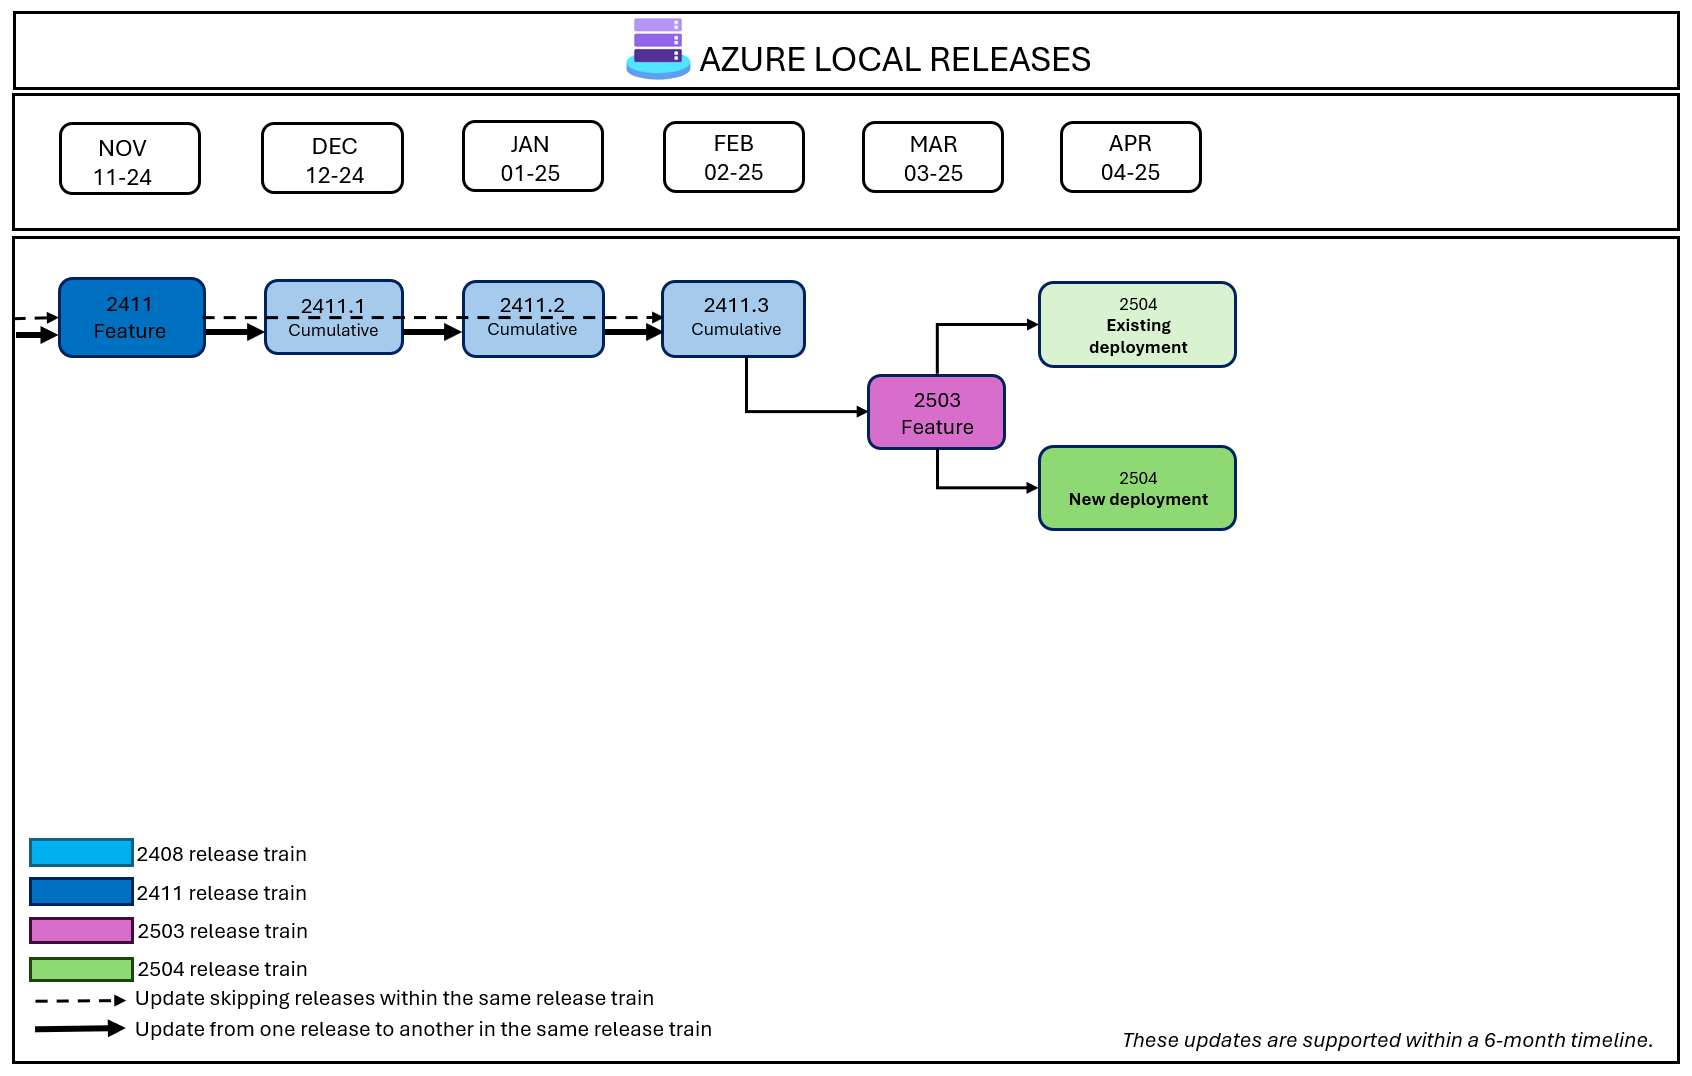 AZURE LOCAL RELEASES
NOV
11-24
DEC
12-24
JAN
01-25
FEB
02-25
MAR
03-25
APR
04-25
2411
Feature
2411.1
Cumulative
2411.2
Cumulative
2411.3
Cumulative
2503
Feature
2504
Existing
deployment
2504
New deployment
2408 release train
2411 release train
2503 release train
2504 release train
Update skipping releases within the same release train
Update from one release to another in the same release train
These updates are supported within a 6-month timeline.